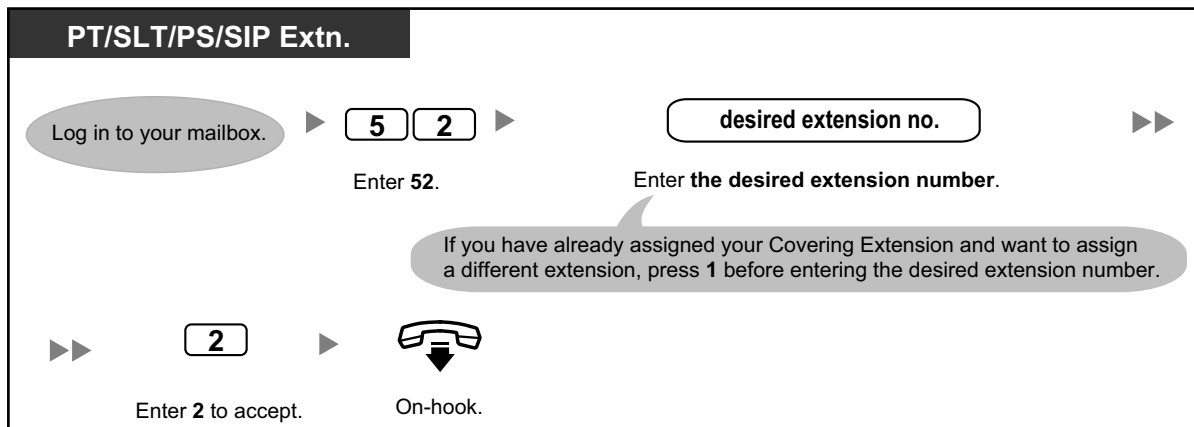 PT/SLT/PS/SIP Extn.
Log in to your mailbox.
5 2
desired extension no.
Enter 52.
Enter the desired extension number.
If you have already assigned your Covering Extension and want to assign
a different extension, press 1 before entering the desired extension number.
2
Enter 2 to accept.
On-hook.